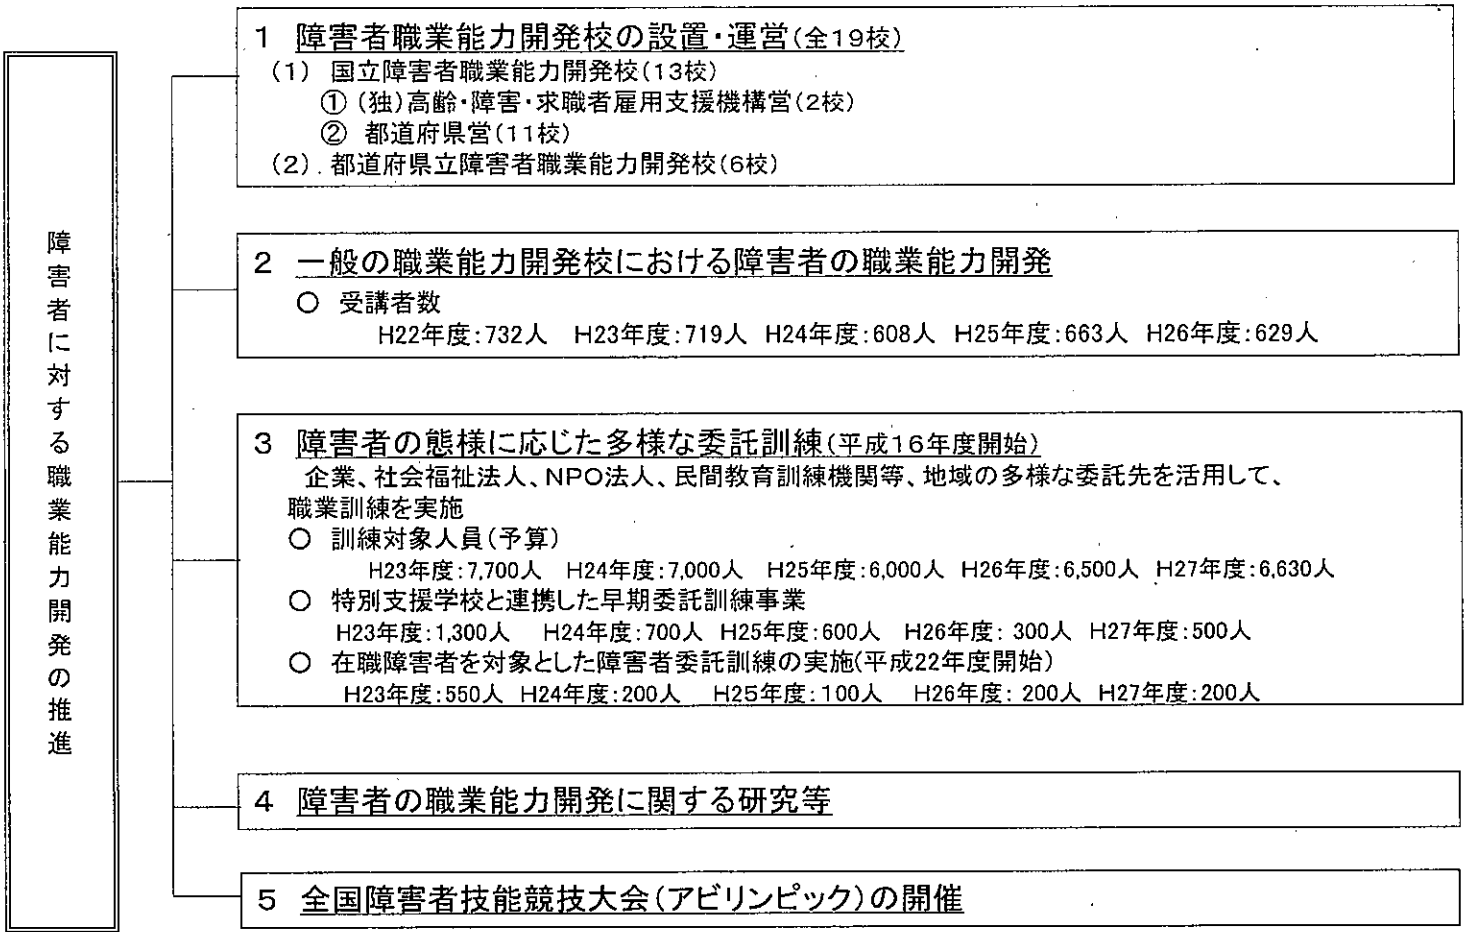 障害者に対する職業能力開発の推進
1 障害者職業能力開発校の設置・運営(全19校)
(1) 国立障害者職業能力開発校(13校)
① (独)高齢・障害・求職者雇用支援機構営(2校)
② 都道府県営(11校)
(2). 都道府県立障害者職業能力開発校(6校)
2 一般の職業能力開発校における障害者の職業能力開発
○ 受講者数
H22年度:732人 H23年度:719人 H24年度:608人 H25年度:663人 H26年度:629人
3 障害者の態様に応じた多様な委託訓練(平成16年度開始)
企業、社会福祉法人、NPO法人、民間教育訓練機関等、地域の多様な委託先を活用して、
職業訓練を実施
○ 訓練対象人員(予算)
H23年度:7,700人 H24年度:7,000人 H25年度:6,000人 H26年度:6,500人 H27年度:6,630人
○ 特別支援学校と連携した早期委託訓練事業
H23年度:1,300人 H24年度:700人 H25年度:600人 H26年度: 300人 H27年度:500人
○ 在職障害者を対象とした障害者委託訓練の実施(平成22年度開始)
H23年度:550人 H24年度:200人 H25年度:100人 H26年度: 200人 H27年度:200人
4 障害者の職業能力開発に関する研究等
5 全国障害者技能競技大会(アビリンピック)の開催